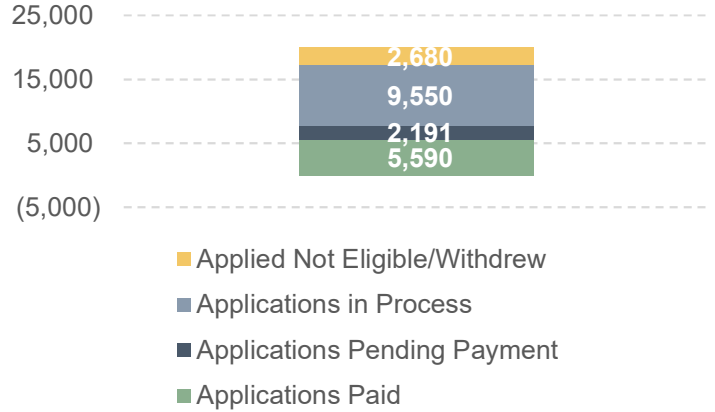 25,000
2,680
15,000
9,550
2,191
5,000
5,590
(5,000)
Applied Not Eligible/Withdrew
Applications in Process
Applications Pending Payment
Applications Paid